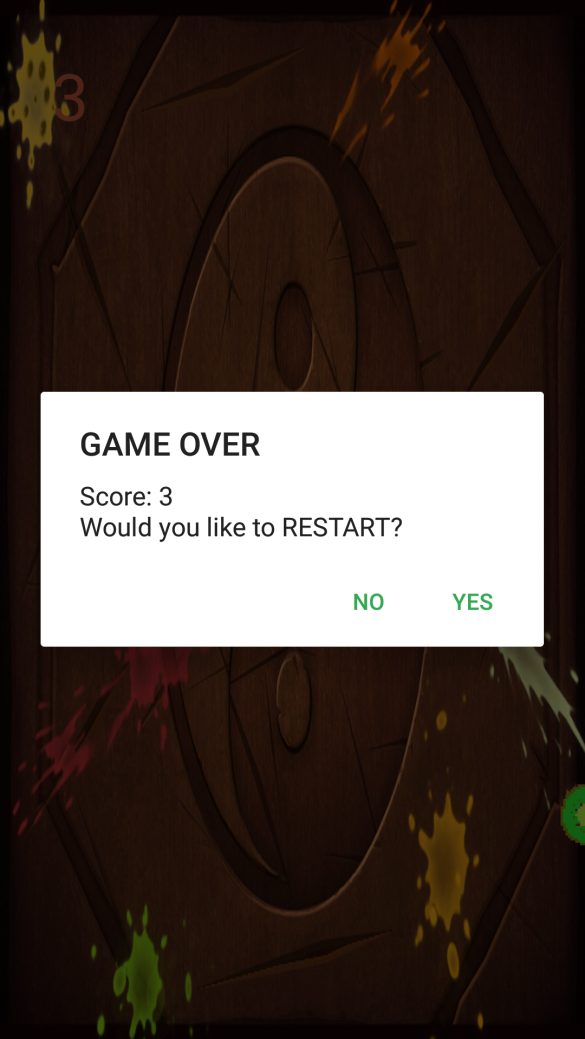 3
GAME OVER
Score: 3
Would you like to RESTART?
NO YES